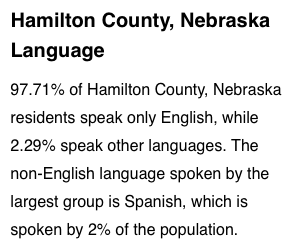 Hamilton County, Nebraska
Language
97.71% of Hamilton County, Nebraska
residents speak only English, while
2.29% speak other languages. The
non-English language spoken by the
largest group is Spanish, which is
spoken by 2% of the population.